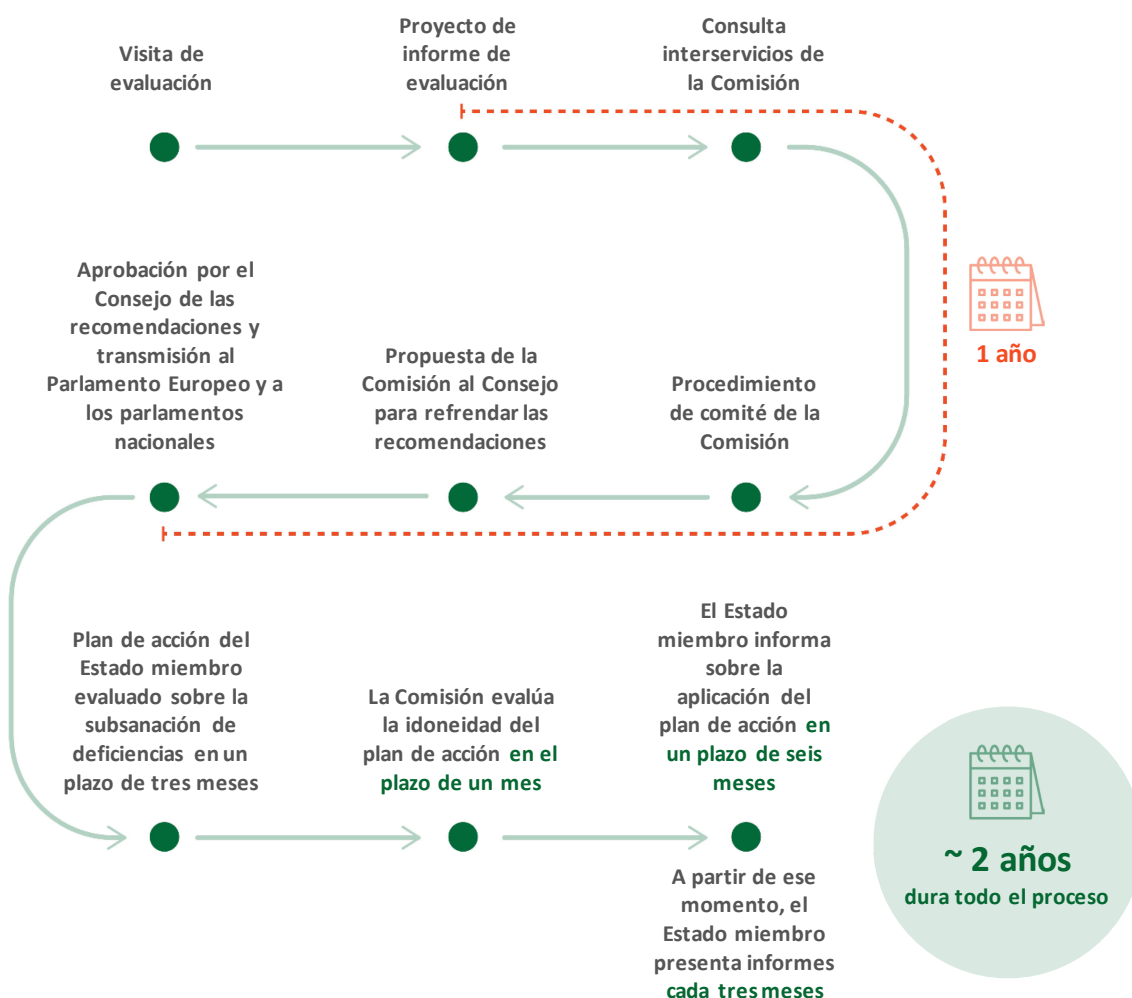 Visita de
evaluación
Proyecto de
informe de
evaluación
Consulta
interservicios de
la Comisión
1 año
Aprobación por el
Consejo de las
recomendaciones y
transmisión al
Parlamento Europeo y a
los parlamentos
nacionales
Propuesta de la
Comisión al Consejo
para refrendar las
recomendaciones
Procedimiento
de comité de la
Comisión
Plan de acción del
Estado miembro
evaluado sobre la
subsanación de
deficiencias en un
plazo de tres meses
La Comisión evalúa
la idoneidad del
plan de acción en el
plazo de un mes
El Estado
miembro informa
sobre la
aplicación del
plan de acción en
un plazo de seis
meses
A partir de ese
momento, el
Estado miembro
presenta informes
cada tres meses
~ 2 años
dura todo el proceso